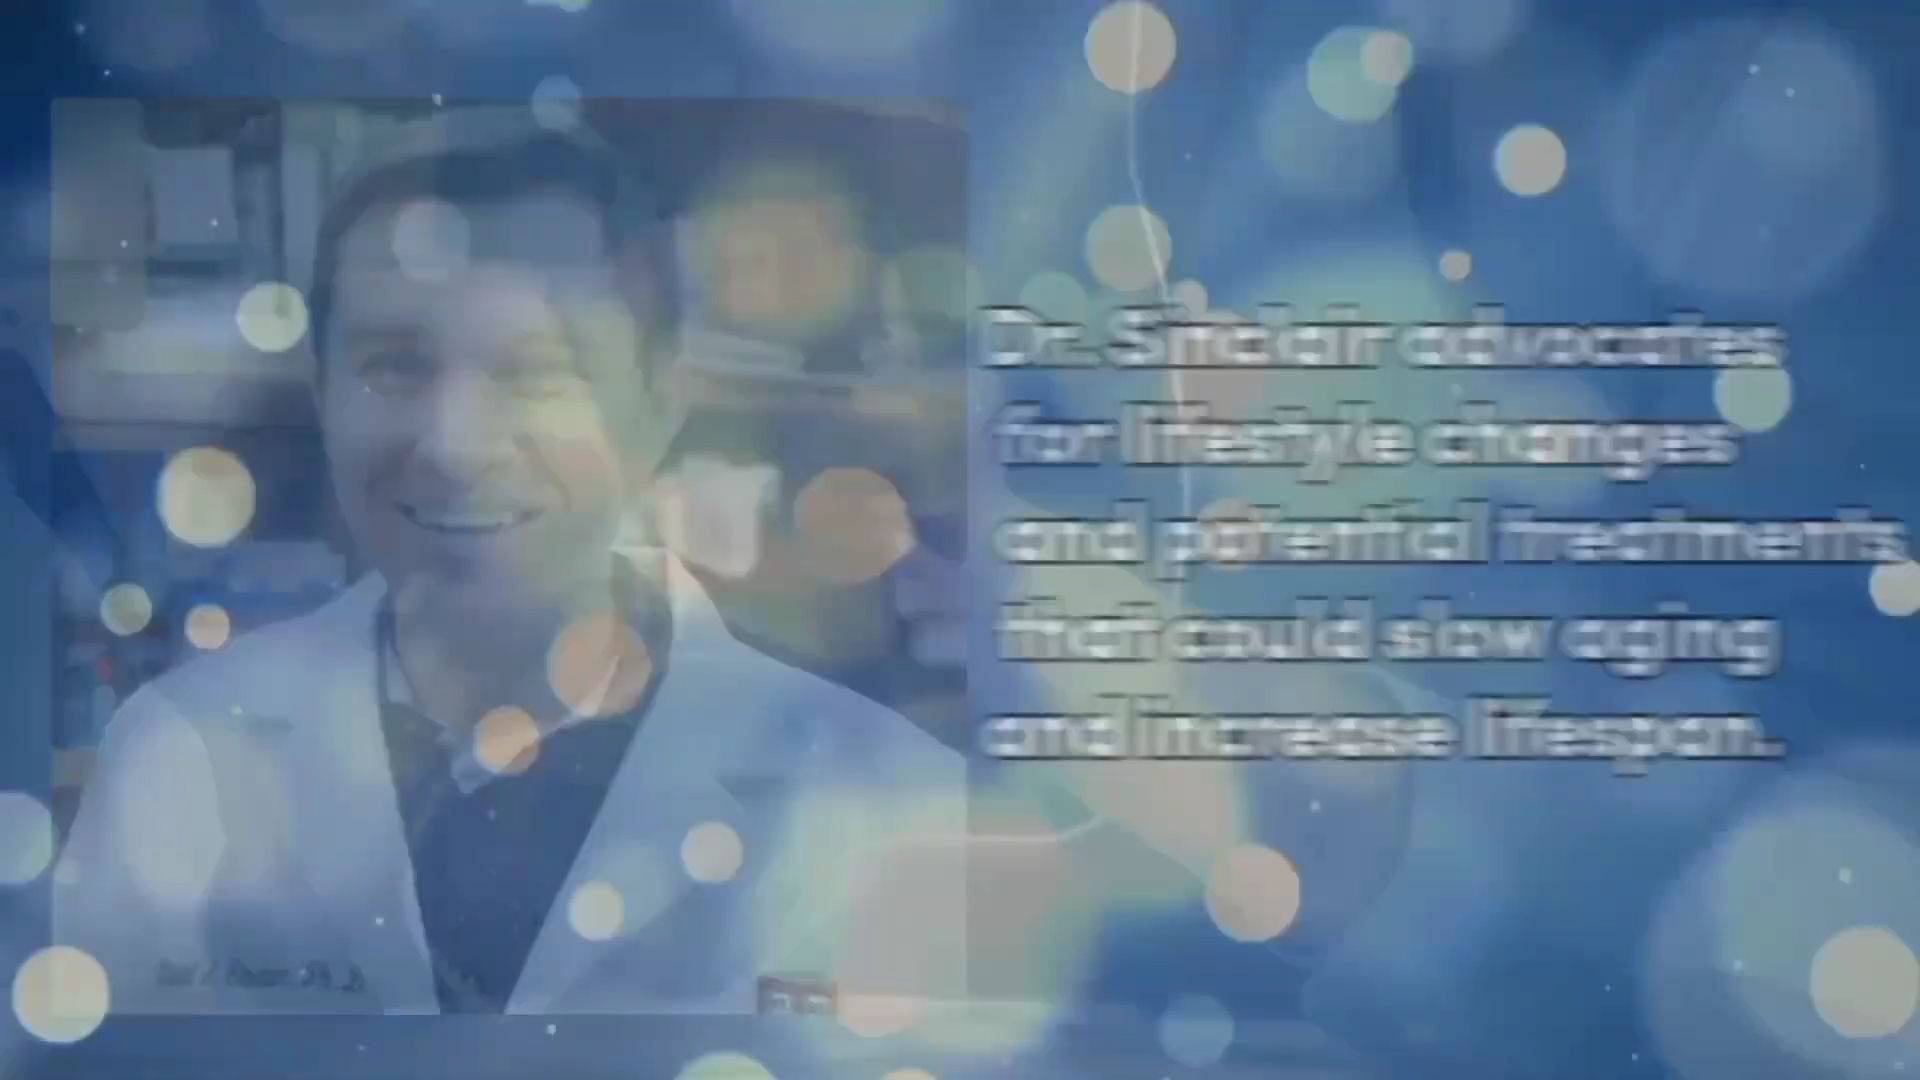 Dr. Sinclair advocates
for lifestyle changes
and potential treatments
that could slow aging
and increase lifespan.